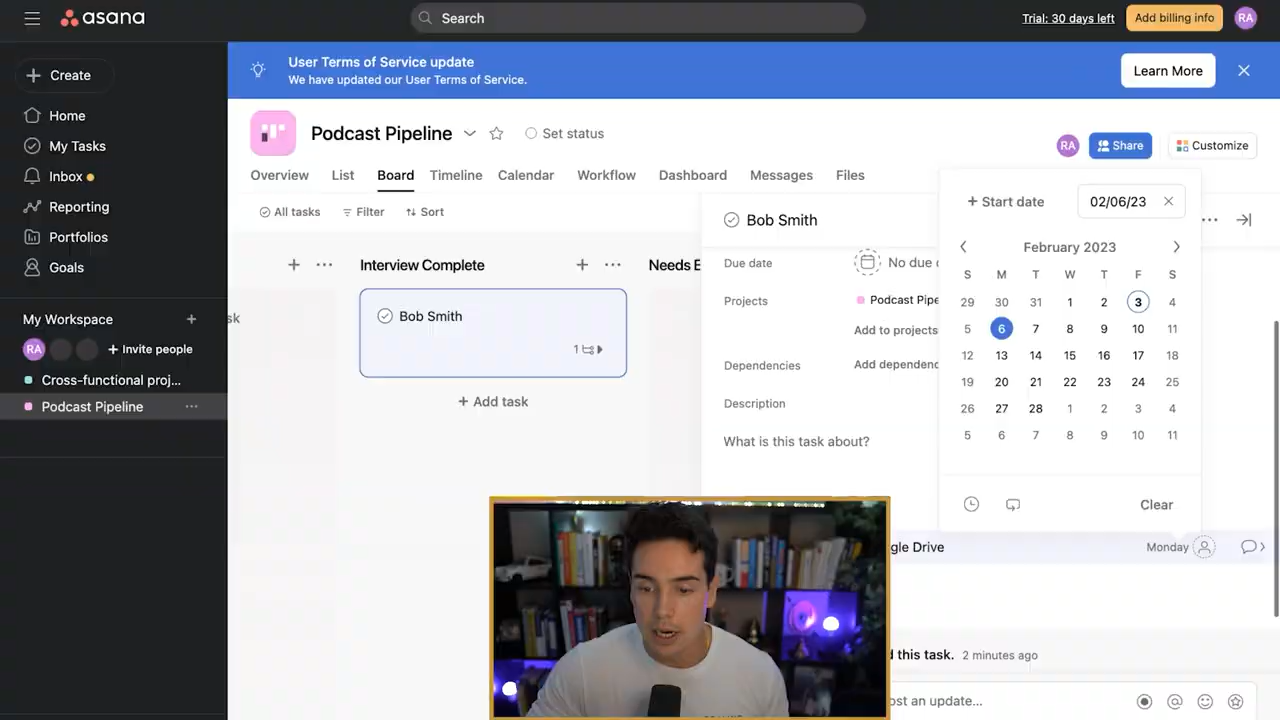 asana
Search
Trial: 30 days left
Add billing info
RA
Create
Home
My Tasks
Inbox
Reporting
Portfolios
Goals
My Workspace
RA
Invite people
Cross-functional proj...
Podcast Pipeline
User Terms of Service update
We have updated our User Terms of Service.
Learn More
Podcast Pipeline
Set status
RA
Share
Customize
Overview List Board Timeline Calendar Workflow Dashboard Messages Files
All tasks Filter Sort
sk
Interview Complete
Bob Smith
1
+ Add task
Needs E
Bob Smith
Due date
No due
Projects
Podcast Pipe
Add to projects
Dependencies
Add dependenc
Description
What is this task about?
+ Start date
02/06/23
February 2023
S M T W T F S
29 30 31 1 2 3 4
5 6 7 8 9 10 11
12 13 14 15 16 17 18
19 20 21 22 23 24 25
26 27 28 1 2 3 4
5 6 7 8 9 10 11
Clear
gle Drive
Monday
d this task. 2 minutes ago
ost an update...